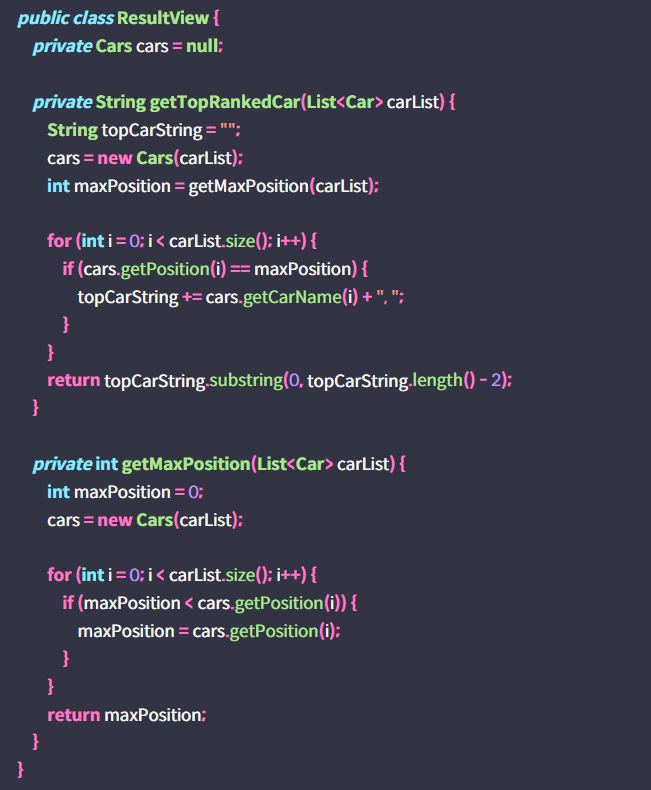 public class ResultView {
private Cars cars = null;
private String getTopRankedCar(List<Car> carList) {
String topCarString = "";
cars = new Cars(carList);
int maxPosition = getMaxPosition(carList);
for (int i = 0; i < carList.size(); i++) {
if (cars.getPosition(i) == maxPosition) {
topCarString += cars.getCarName(i) + ", ";
}
}
return topCarString.substring(0, topCarString.length() - 2);
}
private int getMaxPosition(List<Car> carList) {
int maxPosition = 0;
cars = new Cars(carList);
for (int i = 0; i < carList.size(); i++) {
if (maxPosition < cars.getPosition(i)) {
maxPosition = cars.getPosition(i);
}
}
return maxPosition;
}
}